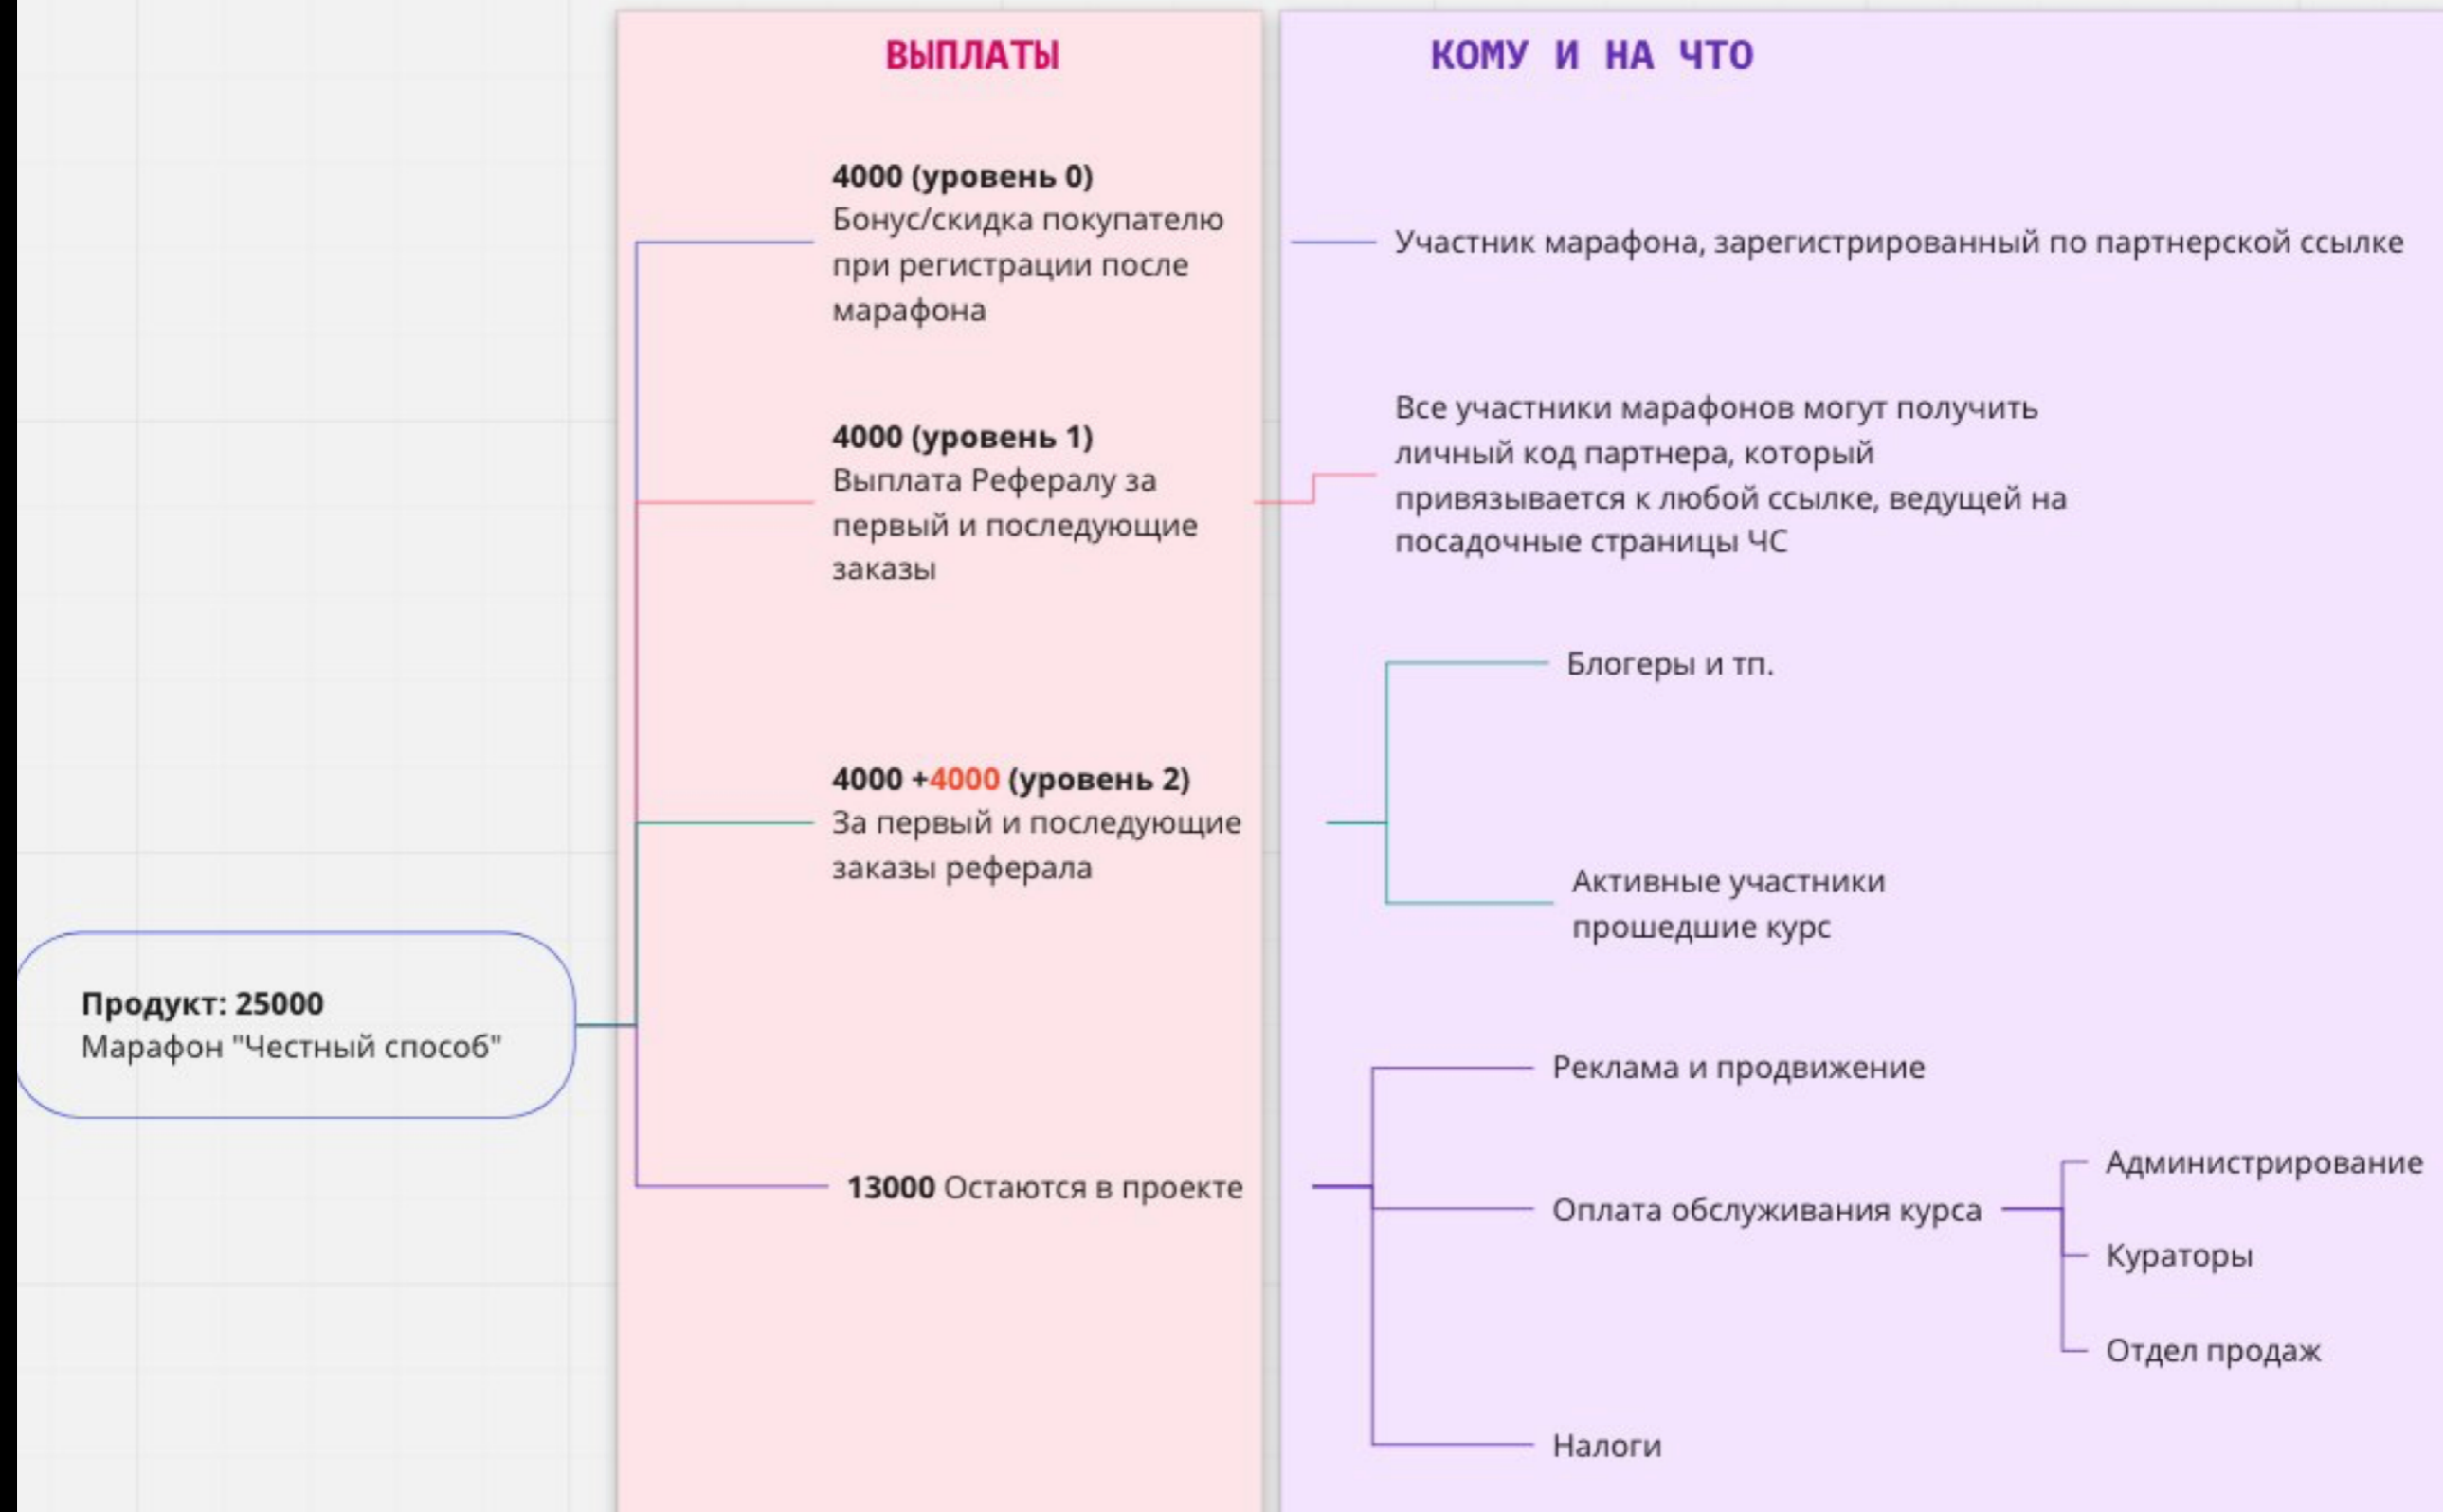 ВЫПЛАТЫ
КОМУ И НА ЧТО
4000 (уровень 0)
Бонус/скидка покупателю
при регистрации после
марафона
Участник марафона, зарегистрированный по партнерской ссылке
4000 (уровень 1)
Выплата Рефералу за
первый и последующие
заказы
Все участники марафонов могут получить
личный код партнера, который
привязывается к любой ссылке, ведущей на
посадочные страницы ЧС
4000 +4000 (уровень 2)
За первый и последующие
заказы реферала
Блогеры и тп.
Активные участники
прошедшие курс
Продукт: 25000
Марафон "Честный способ"
13000 Остаются в проекте
Реклама и продвижение
Оплата обслуживания курса
Администрирование
Кураторы
Отдел продаж
Налоги